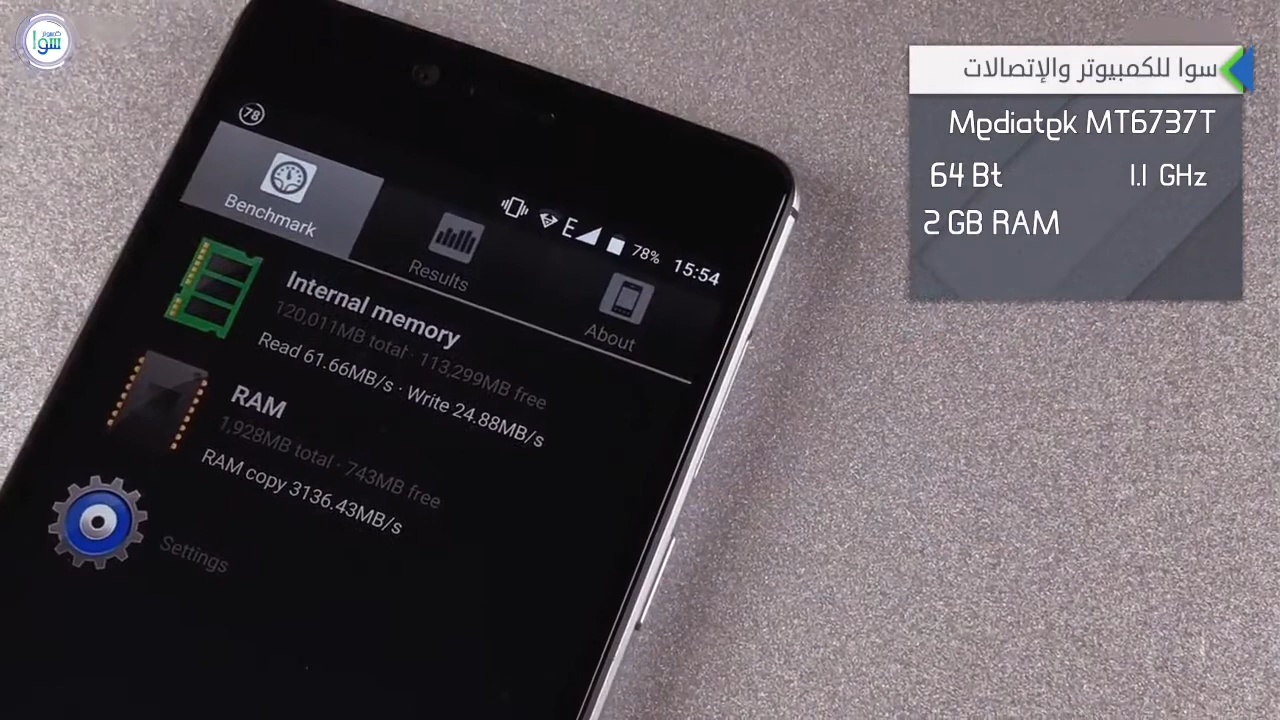 سوا
كمبيوتر
سوا للكمبيوتر والإتصالات
Mediatek MT6737T
64 Bt 1.1 GHz
2 GB RAM
78
E 78% 15:54
Benchmark
Results
About
Internal memory
120,011MB total · 113,299MB free
Read 61.66MB/s · Write 24.88MB/s
RAM
1,928MB total · 743MB free
RAM copy 3136.43MB/s
Settings